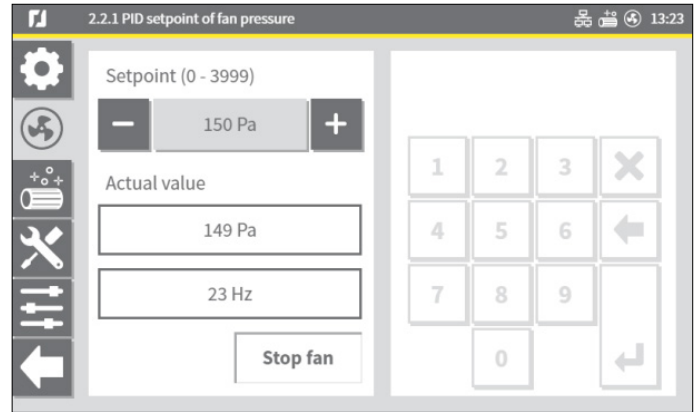 2.2.1 PID setpoint of fan pressure
13:23
Setpoint (0 - 3999)
150 Pa
Actual value
149 Pa
23 Hz
Stop fan
1 2 3
4 5 6
7 8 9
0